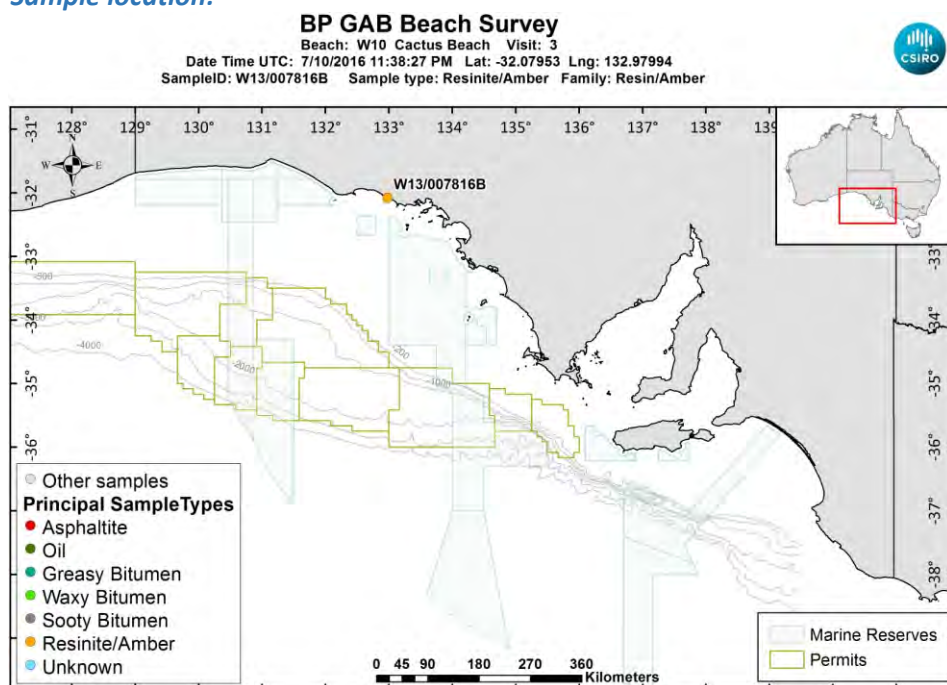 Sample location:
BP GAB Beach Survey
Beach: W10 Cactus Beach Visit: 3
Date Time UTC: 7/10/2016 11:38:27 PM Lat: -32.07953 Lng: 132.97994
SampleID: W13/007816B Sample type: Resinite/Amber Family: Resin/Amber
CSIRO
128° 129° 130° 131° 132° 133° 134° 135° 136° 137° 138° 139
-31° -31°
N
W E
S
-32° W13/007816B
-33°
-34° -34°
-4000 -2000 -200
-1000
-35° -35°
-36° -36°
-37° -37°
-38° -38°
Other samples
Principal SampleTypes
Asphaltite
Oil
Greasy Bitumen
Waxy Bitumen
Sooty Bitumen
Resinite/Amber
Unknown
Marine Reserves
Permits
0 45 90 180 270 360
Kilometers